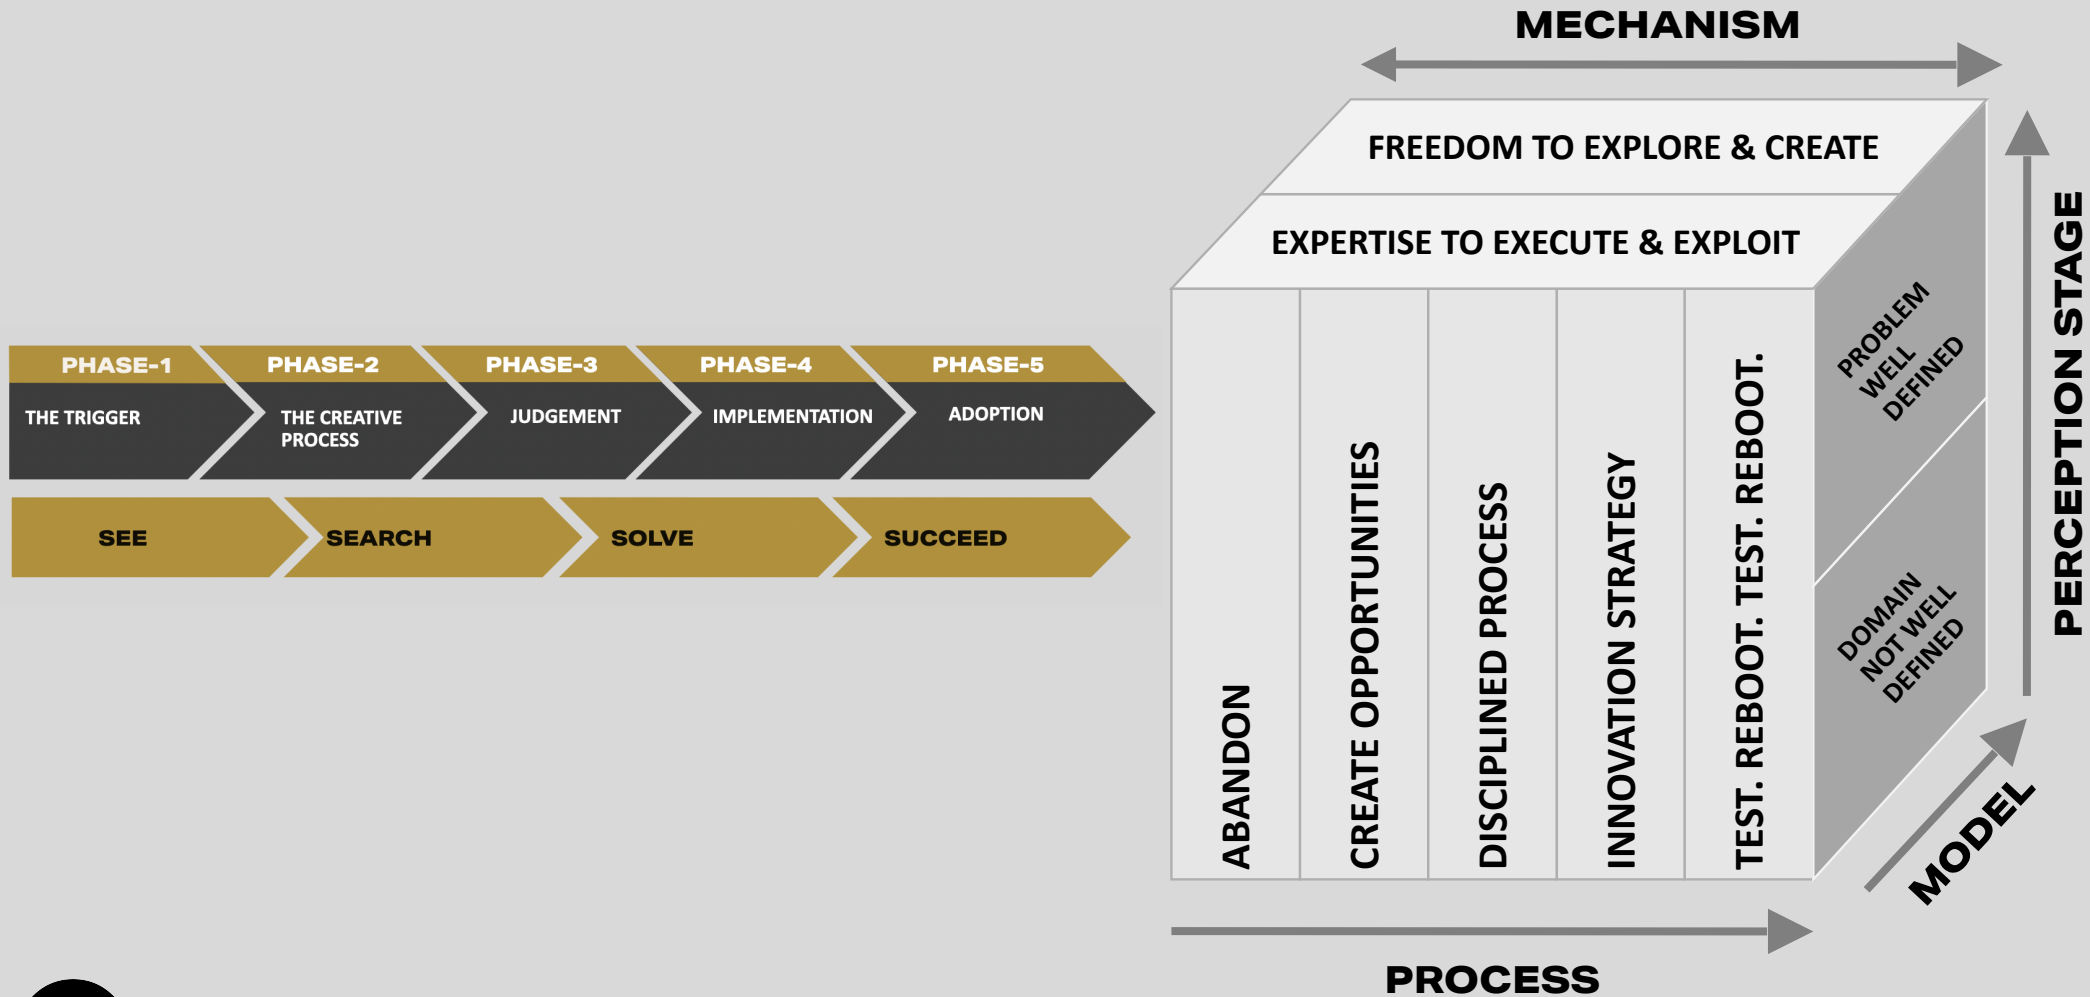 MECHANISM
FREEDOM TO EXPLORE & CREATE
EXPERTISE TO EXECUTE & EXPLOIT
PHASE-1
PHASE-2
PHASE-3
PHASE-4
PHASE-5
THE TRIGGER
THE CREATIVE
PROCESS
JUDGEMENT
IMPLEMENTATION
ADOPTION
SEE
SEARCH
SOLVE
SUCCEED
ABANDON
CREATE OPPORTUNITIES
DISCIPLINED PROCESS
INNOVATION STRATEGY
TEST. REBOOT. TEST. REBOOT.
PROBLEM
WELL
DEFINED
DOMAIN
NOT WELL
DEFINED
PERCEPTION STAGE
MODEL
PROCESS